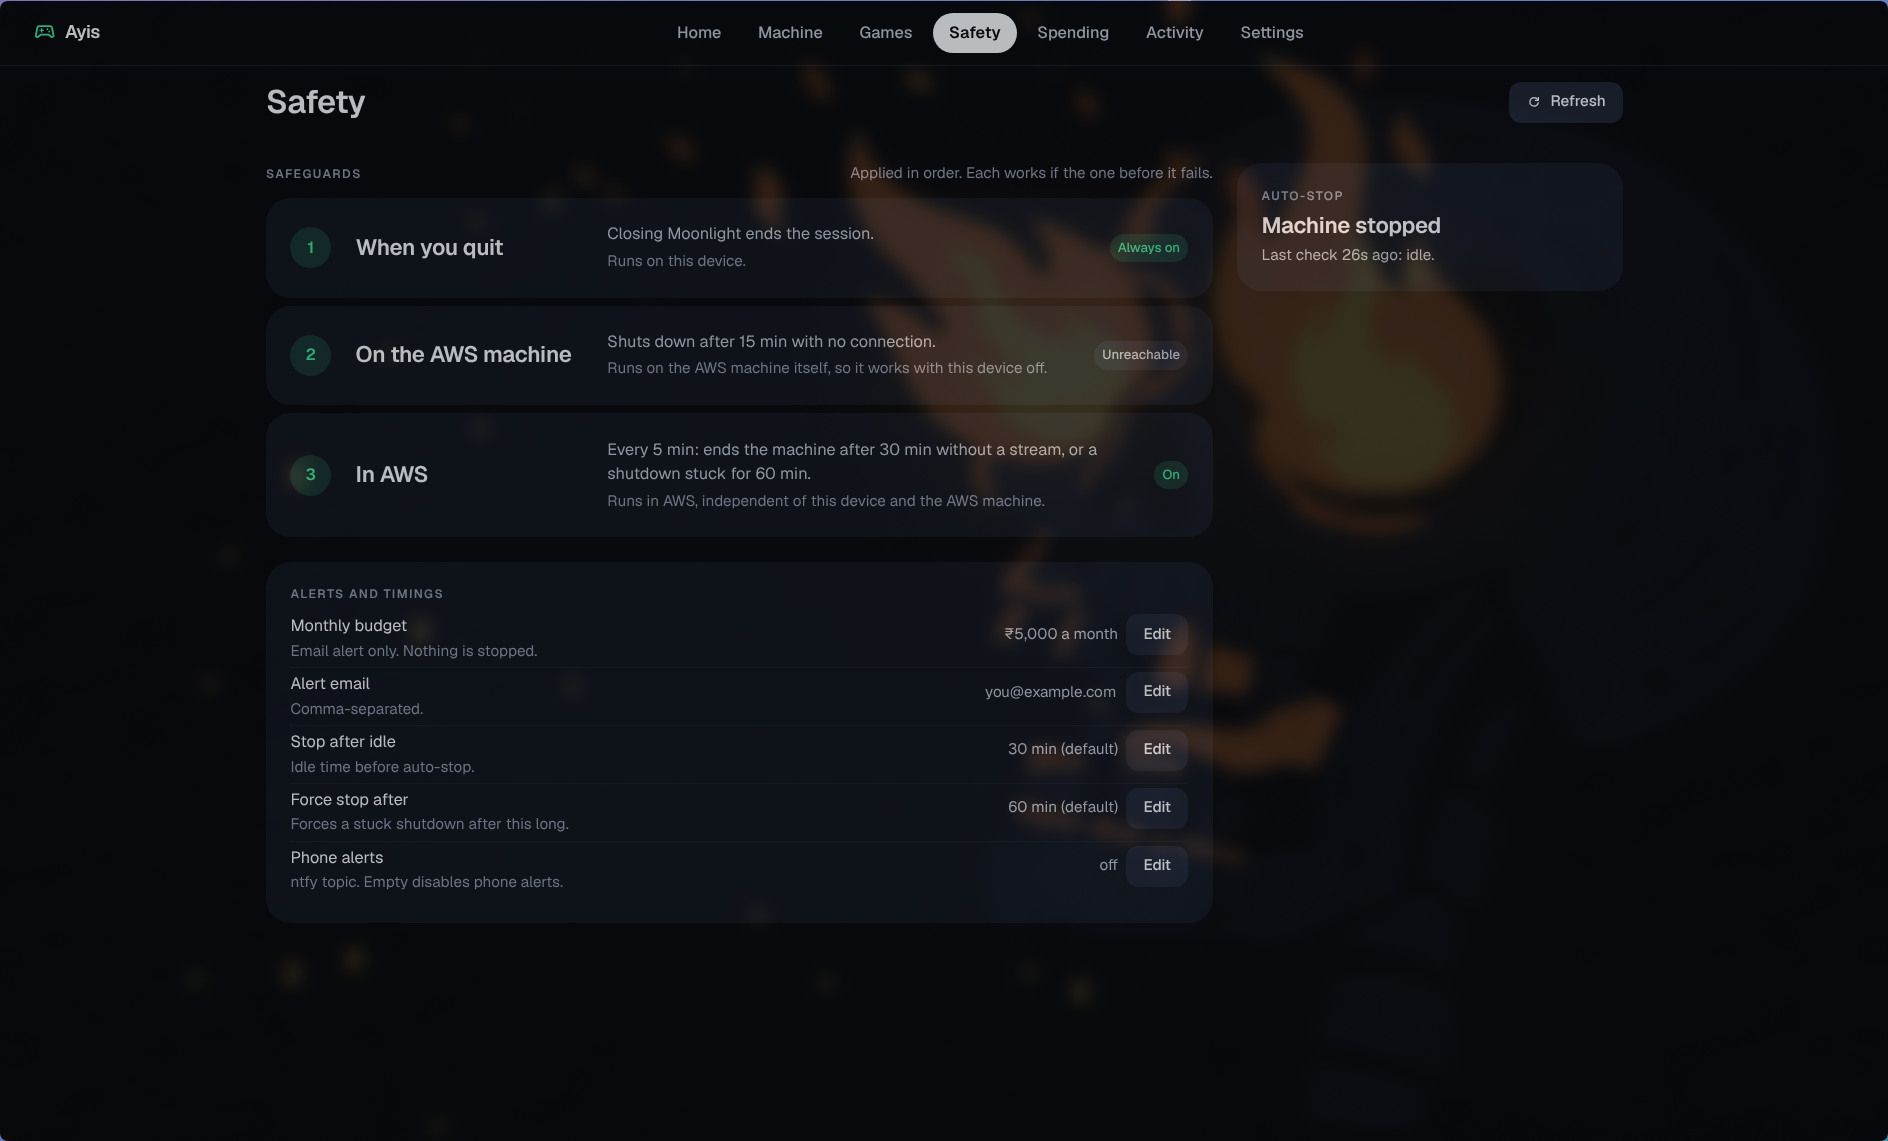 Ayis
Home
Machine
Games
Safety
Spending
Activity
Settings
Safety
Refresh
SAFEGUARDS
Applied in order. Each works if the one before it fails.
1
When you quit
Closing Moonlight ends the session.
Runs on this device.
Always on
2
On the AWS machine
Shuts down after 15 min with no connection.
Runs on the AWS machine itself, so it works with this device off.
Unreachable
3
In AWS
Every 5 min: ends the machine after 30 min without a stream, or a
shutdown stuck for 60 min.
Runs in AWS, independent of this device and the AWS machine.
On
AUTO-STOP
Machine stopped
Last check 26s ago: idle.
ALERTS AND TIMINGS
Monthly budget
Email alert only. Nothing is stopped.
₹5,000 a month
Edit
Alert email
Comma-separated.
you@example.com
Edit
Stop after idle
Idle time before auto-stop.
30 min (default)
Edit
Force stop after
Forces a stuck shutdown after this long.
60 min (default)
Edit
Phone alerts
ntfy topic. Empty disables phone alerts.
off
Edit